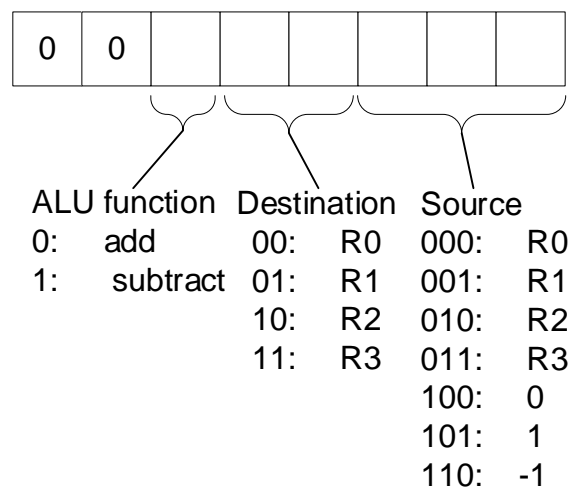 0 0
ALU function Destination Source
0: add 00: R0 000: R0
1: subtract 01: R1 001: R1
10: R2 010: R2
11: R3 011: R3
100: 0
101: 1
110: -1